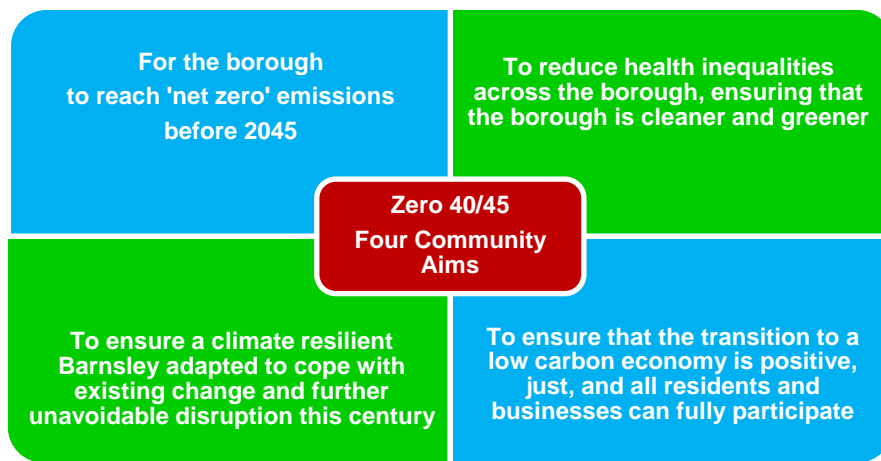 For the borough
to reach 'net zero' emissions
before 2045
To reduce health inequalities
across the borough, ensuring that
the borough is cleaner and greener
Zero 40/45
Four Community
Aims
To ensure a climate resilient
Barnsley adapted to cope with
existing change and further
unavoidable disruption this century
To ensure that the transition to a
low carbon economy is positive,
just, and all residents and
businesses can fully participate